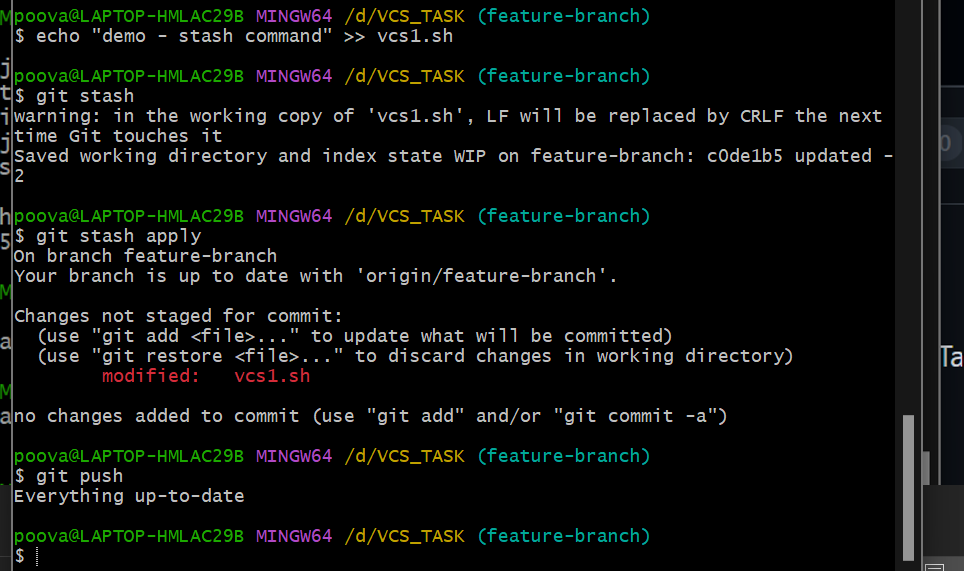 poova@LAPTOP-HMLAC29B MINGW64 /d/VCS_TASK (feature-branch)
$ echo "demo - stash command" >> vcs1.sh
poova@LAPTOP-HMLAC29B MINGW64 /d/VCS_TASK (feature-branch)
$ git stash
warning: in the working copy of 'vcs1.sh', LF will be replaced by CRLF the next
time Git touches it
Saved working directory and index state WIP on feature-branch: c0de1b5 updated -
2
poova@LAPTOP-HMLAC29B MINGW64 /d/VCS_TASK (feature-branch)
$ git stash apply
On branch feature-branch
Your branch is up to date with 'origin/feature-branch'.
Changes not staged for commit:
(use "git add <file>..." to update what will be committed)
(use "git restore <file>..." to discard changes in working directory)
modified: vcs1.sh
no changes added to commit (use "git add" and/or "git commit -a")
poova@LAPTOP-HMLAC29B MINGW64 /d/VCS_TASK (feature-branch)
$ git push
Everything up-to-date
poova@LAPTOP-HMLAC29B MINGW64 /d/VCS_TASK (feature-branch)
$